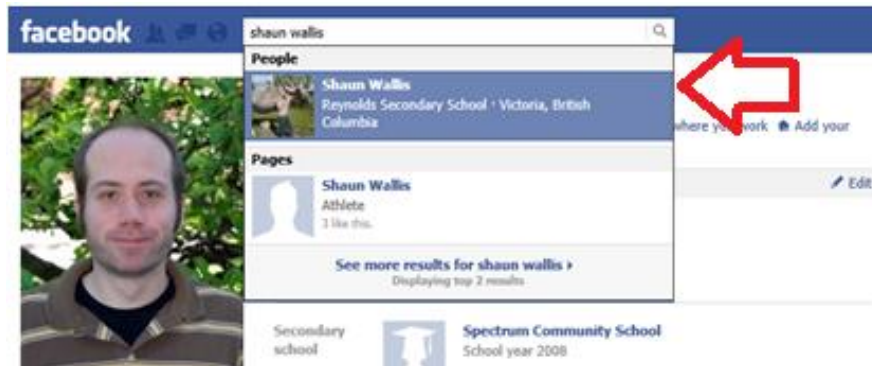 facebook
shaun wallis
People
Shaun Wallis
Reynolds Secondary School · Victoria, British
Columbia
where you work Add your
Pages
Shaun Wallis
Athlete
3 like this.
Edit
See more results for shaun wallis
Displaying top 2 results
Secondary
school
Spectrum Community School
School year 2008